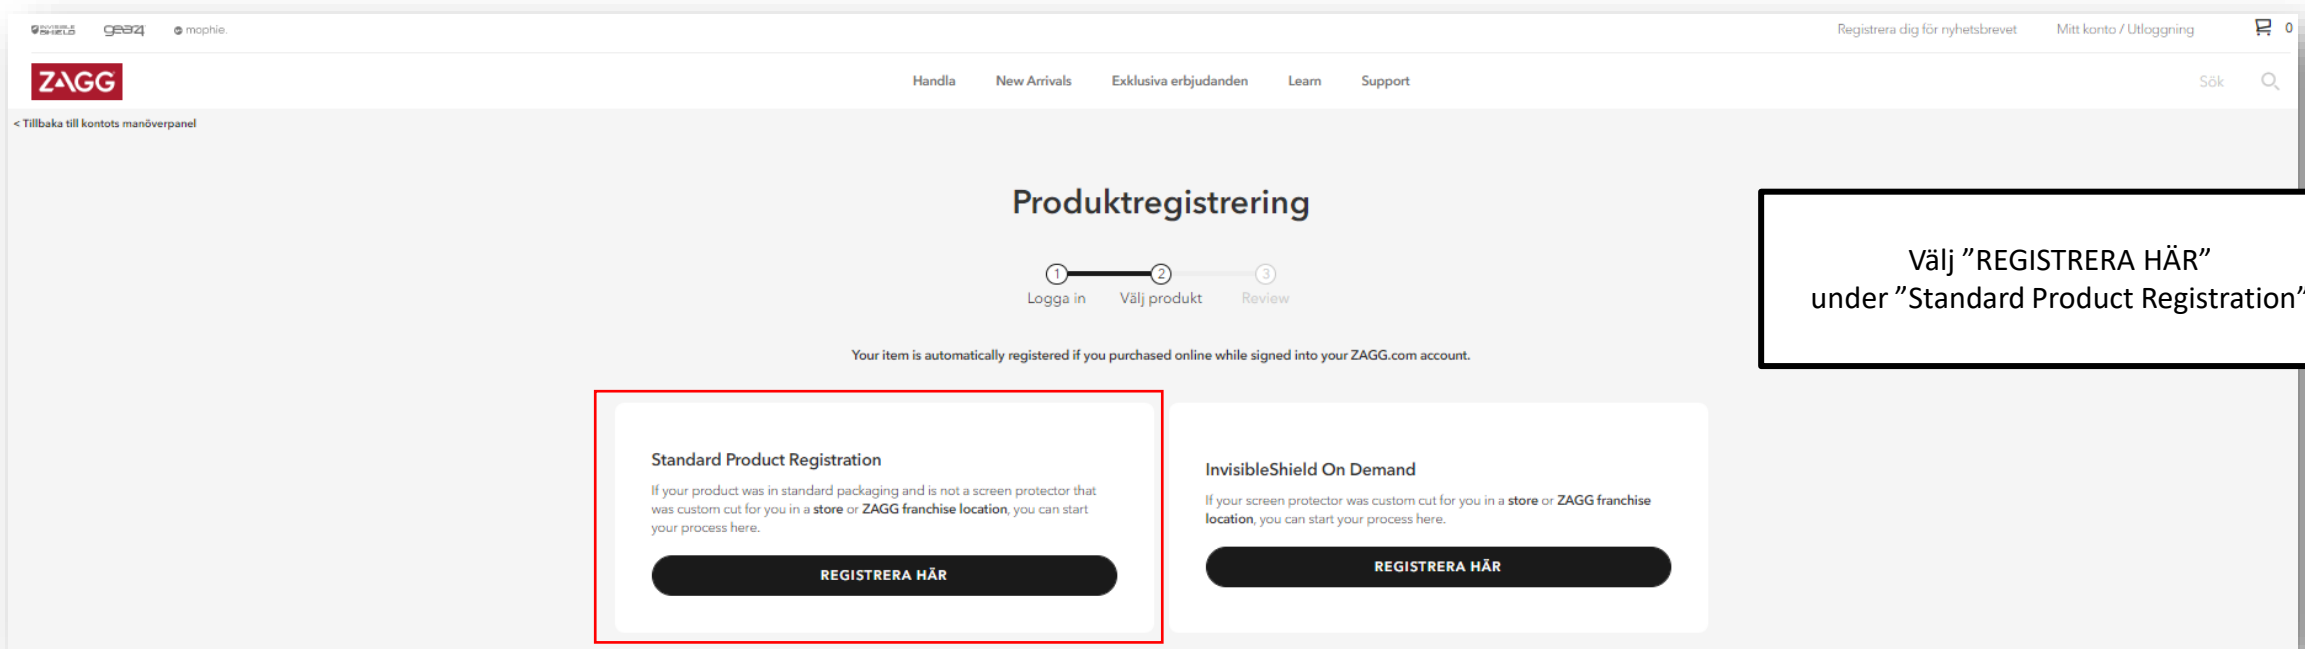 INVISIBLE SHIELD gear4 mophie. Registrera dig för nyhetsbrevet Mitt konto / Utloggning 0
ZAGG Handla New Arrivals Exklusiva erbjudanden Learn Support Sök
< Tillbaka till kontots manöverpanel
Produktregistrering
1 2 3
Logga in Välj produkt Review
Välj ”REGISTRERA HÄR”
under ”Standard Product Registration”
Your item is automatically registered if you purchased online while signed into your ZAGG.com account.
Standard Product Registration
If your product was in standard packaging and is not a screen protector that
was custom cut for you in a store or ZAGG franchise location, you can start
your process here.
REGISTRERA HÄR
InvisibleShield On Demand
If your screen protector was custom cut for you in a store or ZAGG franchise
location, you can start your process here.
REGISTRERA HÄR